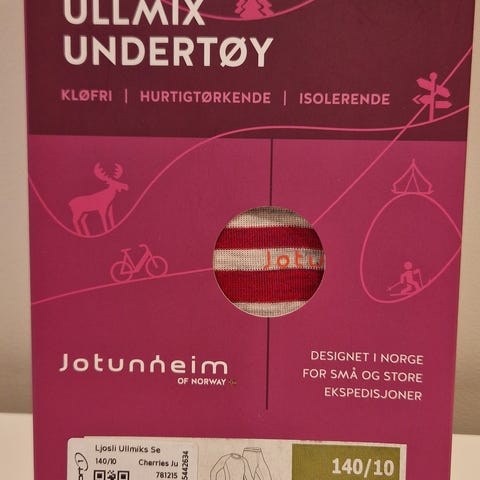 ULLMIX
UNDERTØY
KLØFRI | HURTIGTØRKENDE | ISOLERENDE
Jotu
Jotunheim
OF NORWAY
DESIGNET I NORGE
FOR SMÅ OG STORE
EKSPEDISJONER
Ljosli Ullmiks Se
140/10 Cherries Ju
781215
5442634
140/10